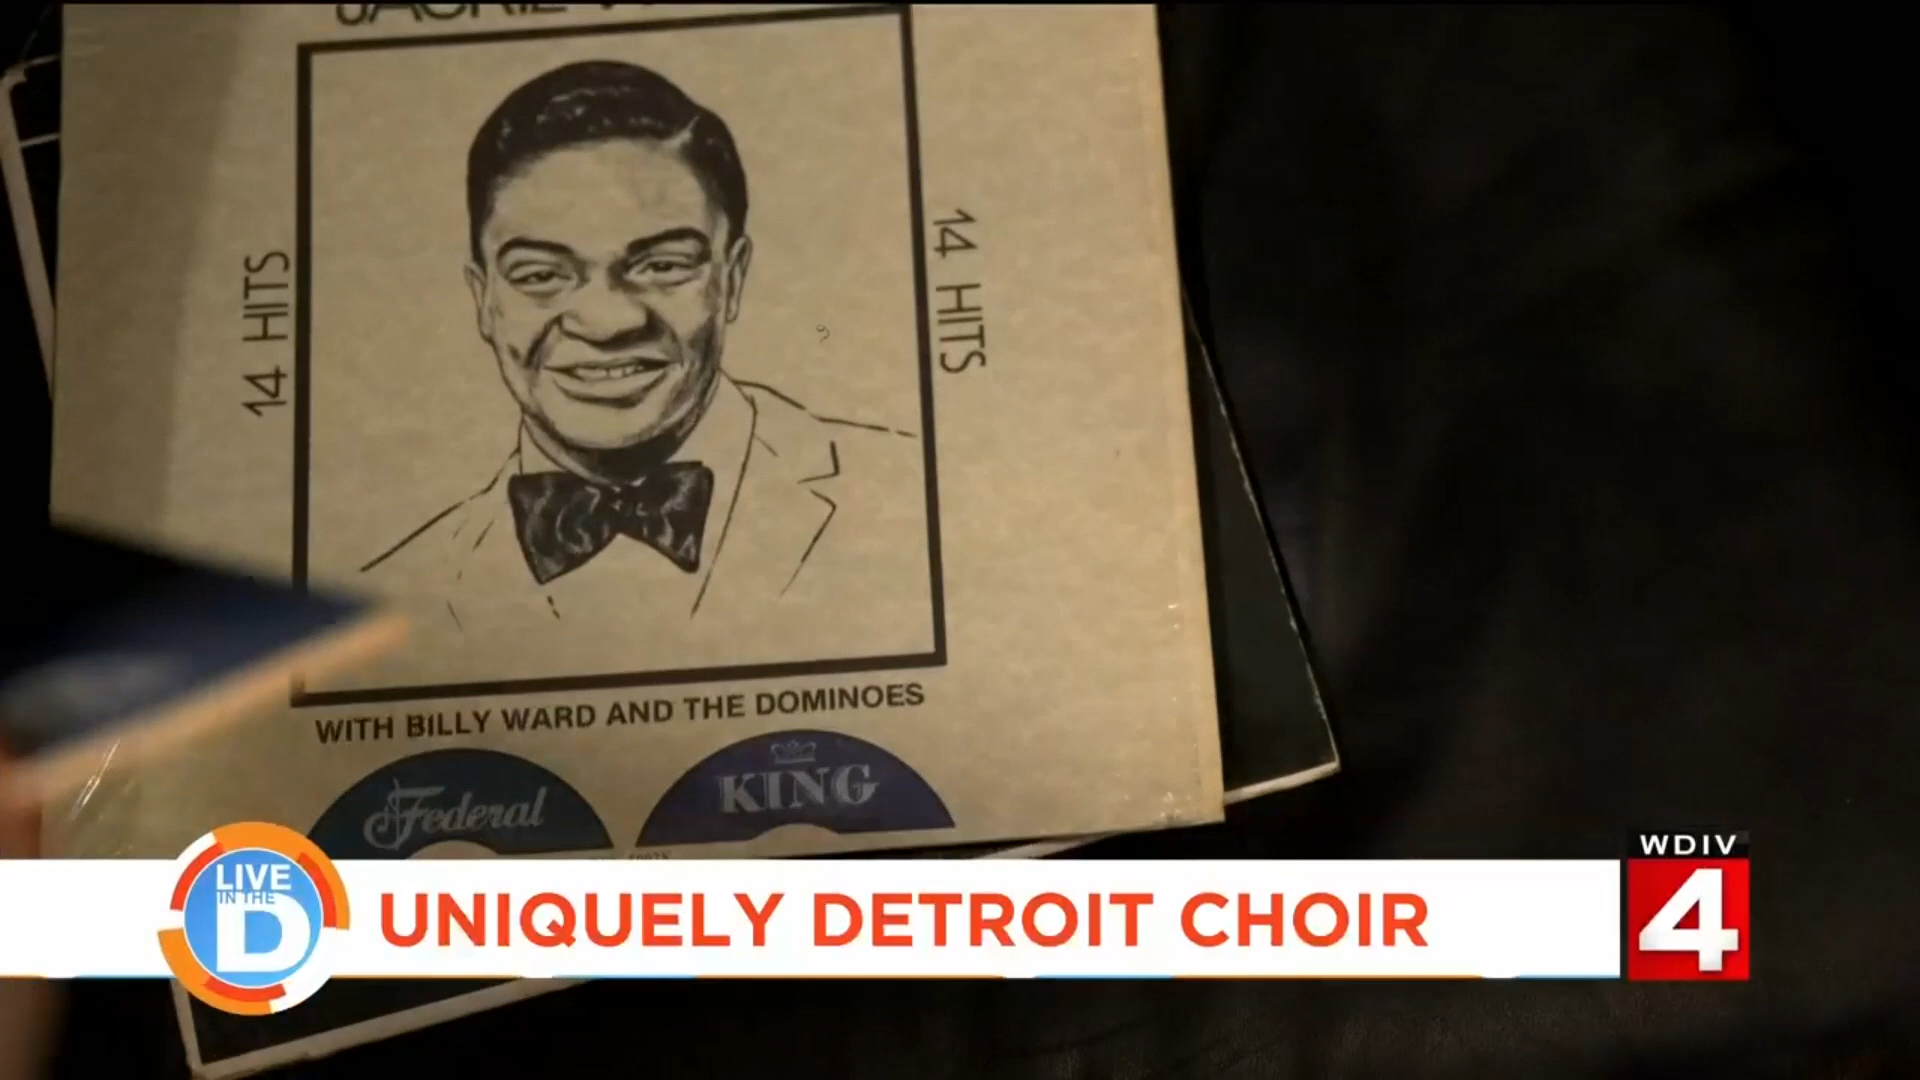 JACKIE
14 HITS
14 HITS
WITH BILLY WARD AND THE DOMINOES
Federal
KING
LIVE
IN THE
D
UNIQUELY DETROIT CHOIR
WDIV
4